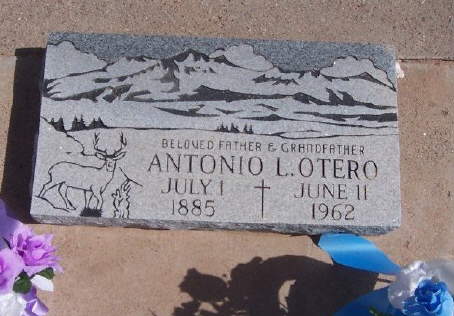 BELOVED FATHER & GRANDFATHER
ANTONIO L. OTERO
JULY 1 † JUNE 11
1885 1962